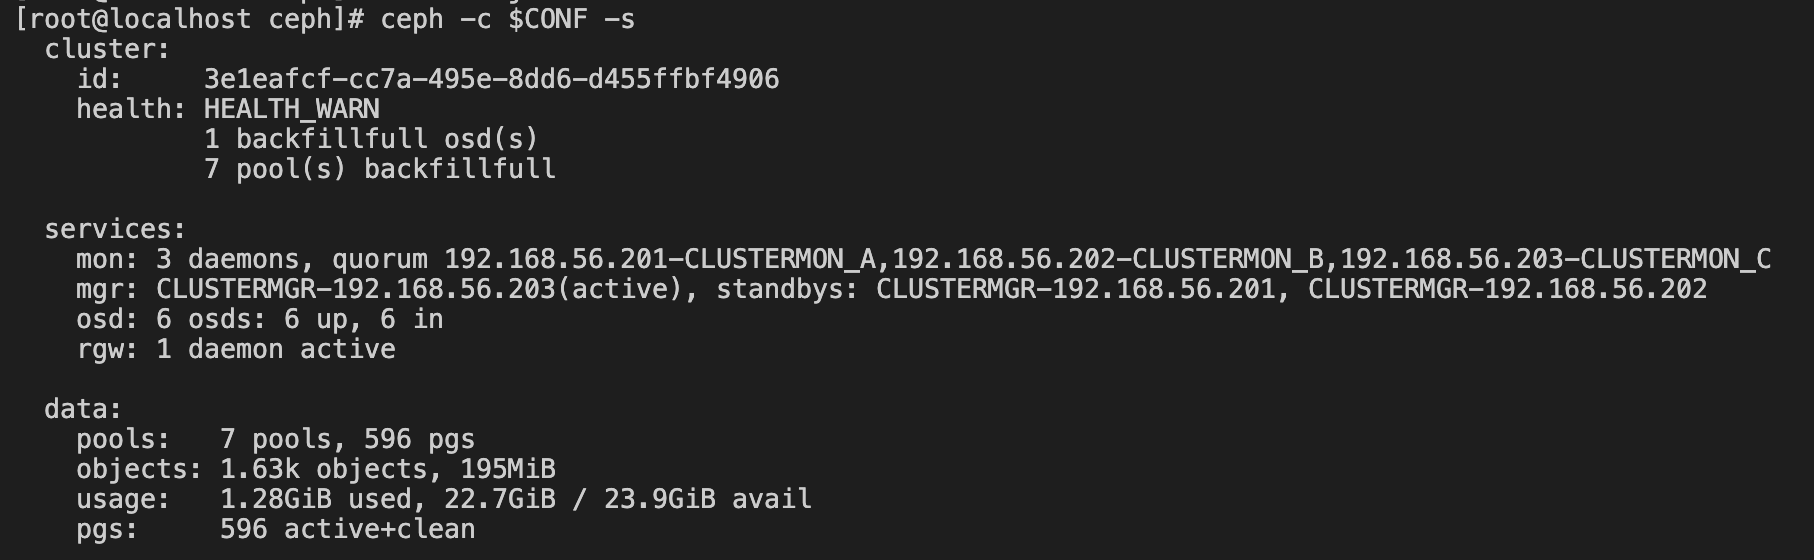 [root@localhost ceph]# ceph -c $CONF -s
cluster:
id: 3e1eafcf-cc7a-495e-8dd6-d455ffbf4906
health: HEALTH_WARN
1 backfillfull osd(s)
7 pool(s) backfillfull
services:
mon: 3 daemons, quorum 192.168.56.201-CLUSTERMON_A,192.168.56.202-CLUSTERMON_B,192.168.56.203-CLUSTERMON_C
mgr: CLUSTERMGR-192.168.56.203(active), standbys: CLUSTERMGR-192.168.56.201, CLUSTERMGR-192.168.56.202
osd: 6 osds: 6 up, 6 in
rgw: 1 daemon active
data:
pools: 7 pools, 596 pgs
objects: 1.63k objects, 195MiB
usage: 1.28GiB used, 22.7GiB / 23.9GiB avail
pgs: 596 active+clean